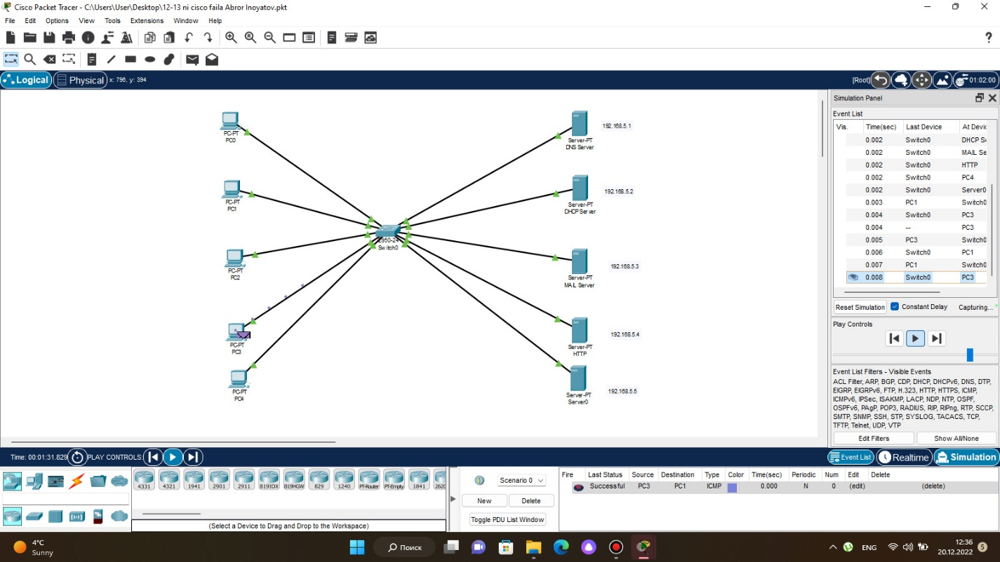 Cisco Packet Tracer - C:\Users\User\Desktop\12-13 ni cisco faila Abror Inoyatov.pkt
File Edit Options View Tools Extensions Window Help
Logical Physical x: 796, y: 394 [Root] 01:02:00
Simulation Panel
Event List
Vis. Time(sec) Last Device At Devic
0.002 Switch0 DHCP Se
0.002 Switch0 MAIL Se
0.002 Switch0 HTTP
0.002 Switch0 PC4
0.002 Switch0 Server0
0.003 PC1 Switch0
0.004 Switch0 PC3
0.004 -- PC3
0.005 PC3 Switch0
0.006 Switch0 PC1
0.007 PC1 Switch0
0.008 Switch0 PC3
Reset Simulation Constant Delay Capturing...
Play Controls
Event List Filters - Visible Events
ACL Filter, ARP, BGP, CDP, DHCP, DHCPv6, DNS, DTP,
EIGRP, EIGRPv6, FTP, H.323, HTTP, HTTPS, ICMP,
ICMPv6, IPSec, ISAKMP, LACP, NDP, NTP, OSPF,
OSPFv6, PAgP, POP3, RADIUS, RIP, RIPng, RTP, SCCP,
SMTP, SNMP, SSH, STP, SYSLOG, TACACS, TCP,
TFTP, Telnet, UDP, VTP
Edit Filters Show All/None
PC-PT
PC0
PC-PT
PC1
PC-PT
PC2
PC-PT
PC3
PC-PT
PC4
2950-24
Switch0
192.168.5.1
Server-PT
DNS Server
192.168.5.2
Server-PT
DHCP Server
192.168.5.3
Server-PT
MAIL Server
192.168.5.4
Server-PT
HTTP
192.168.5.5
Server-PT
Server0
Time: 00:01:31.829 PLAY CONTROLS: Event List Realtime Simulation
4331 4321 1941 2901 2911 819IOX 819HGW 829 1240 PT-Router PT-Empty 1841 2620
(Select a Device to Drag and Drop to the Workspace)
Scenario 0
New Delete
Toggle PDU List Window
Fire Last Status Source Destination Type Color Time(sec) Periodic Num Edit Delete
Successful PC3 PC1 ICMP 0.000 N 0 (edit) (delete)
4°C
Sunny
Поиск
ENG
12:36
20.12.2022
5